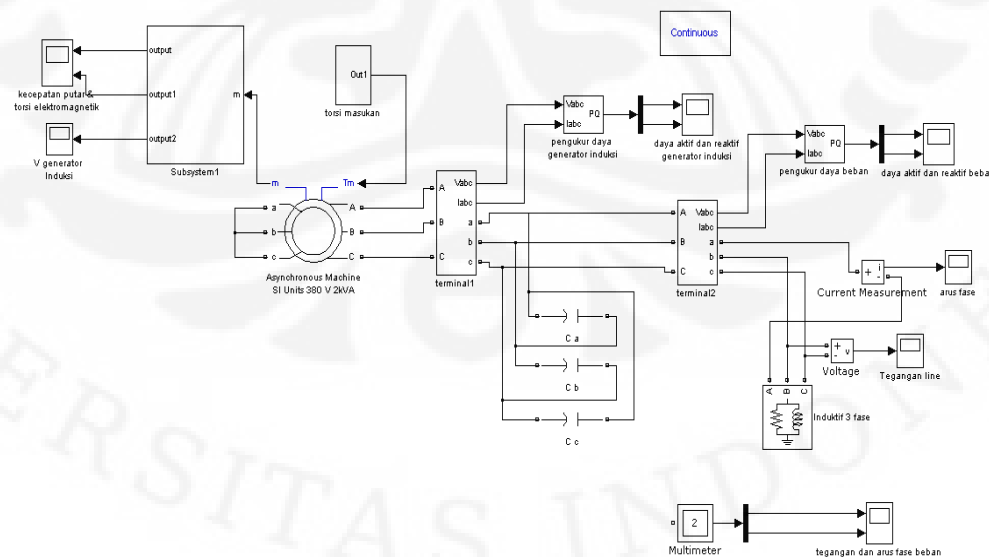 Continuous
output
output1
output2
m
Subsystem1
kecepatan putar &
torsi elektromagnetik
V generator
Induksi
Out1
torsi masukan
Vabc
Iabc
PQ
pengukur daya
generator induksi
daya aktif dan reaktif
generator induksi
Vabc
Iabc
PQ
pengukur daya beban
daya aktif dan reaktif beba
m
Tm
a
b
c
A
B
C
Asynchronous Machine
SI Units 380 V 2kVA
A
B
C
Vabc
Iabc
a
b
c
terminal1
A
B
C
Vabc
Iabc
a
b
c
terminal2
+
-
i
Current Measurement
arus fase
C a
C b
C c
+
-
v
Voltage
Tegangan line
A
B
C
Induktif 3 fase
2
Multimeter
tegangan dan arus fase beban
ERSITAS INDONE